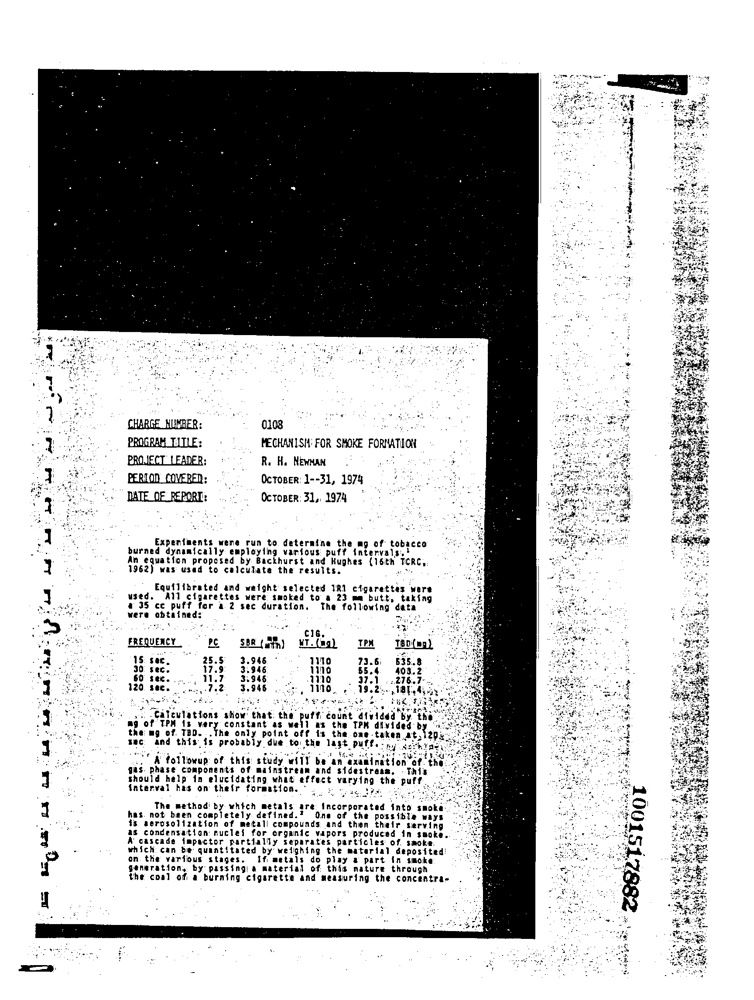 CHARGE NUMBER: 0108
PROGRAM TITLE: MECHANISM FOR SMOKE FORMATION
PROJECT LEADER: R. H. NEWMAN
PERIOD COVERED: OCTOBER 1--31, 1974
DATE OF REPORT: OCTOBER 31, 1974
Experiments were run to determine the mg of tobacco
burned dynamically employing various puff intervals.¹
An equation proposed by Backhurst and Hughes (16th TCRC,
1962) was used to calculate the results.
Equilibrated and weight selected 1R1 cigarettes were
used. All cigarettes were smoked to a 23 mm butt, taking
a 35 cc puff for a 2 sec duration. The following data
were obtained:
FREQUENCY PC SBR (mm/min) CIG. WT.(mg) TPM TBD(mg)
15 sec. 25.5 3.946 1110 73.6 535.8
30 sec. 17.9 3.946 1110 55.4 403.2
60 sec. 11.7 3.946 1110 37.1 276.7
120 sec. 7.2 3.946 1110 19.2 181.4
Calculations show that the puff count divided by the
mg of TPM is very constant as well as the TPM divided by
the mg of TBD. The only point off is the one taken at 120
sec and this is probably due to the last puff.
A followup of this study will be an examination of the
gas phase components of mainstream and sidestream. This
should help in elucidating what effect varying the puff
interval has on their formation.
The method by which metals are incorporated into smoke
has not been completely defined.² One of the possible ways
is aerosolization of metal compounds and then their serving
as condensation nuclei for organic vapors produced in smoke.
A cascade impactor partially separates particles of smoke
which can be quantitated by weighing the material deposited
on the various stages. If metals do play a part in smoke
generation, by passing a material of this nature through
the coal of a burning cigarette and measuring the concentra-
1001517882